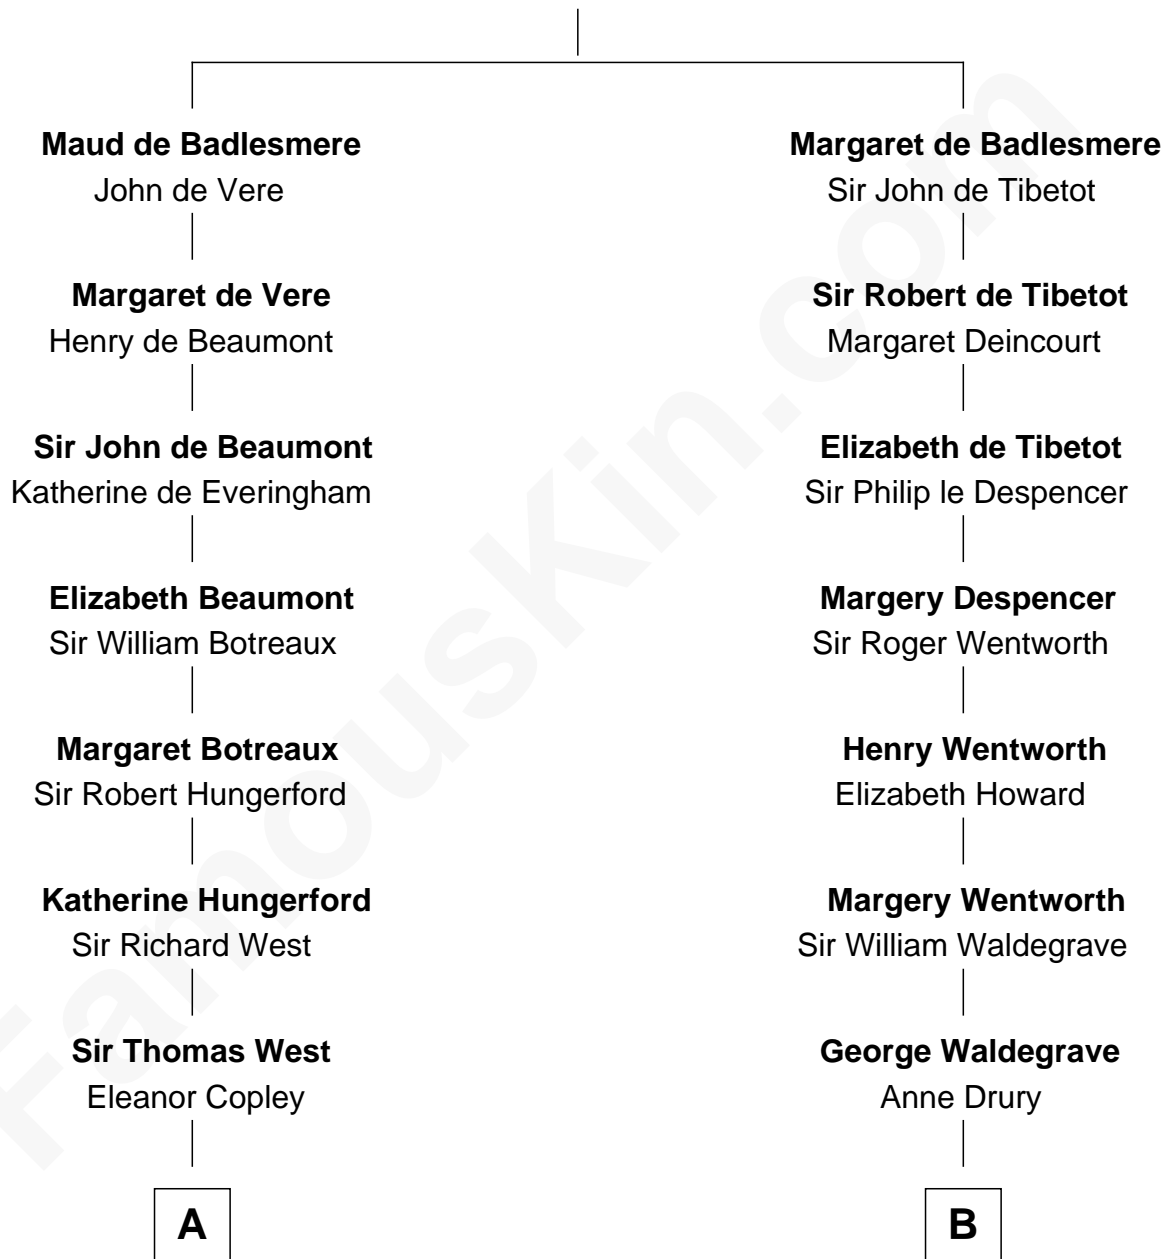 Maud de Badlesmere
John de Vere
Margaret de Vere
Henry de Beaumont
Sir John de Beaumont
Katherine de Everingham
Elizabeth Beaumont
Sir William Botreaux
Margaret Botreaux
Sir Robert Hungerford
Katherine Hungerford
Sir Richard West
Sir Thomas West
Eleanor Copley
A
Margaret de Badlesmere
Sir John de Tibetot
Sir Robert de Tibetot
Margaret Deincourt
Elizabeth de Tibetot
Sir Philip le Despencer
Margery Despencer
Sir Roger Wentworth
Henry Wentworth
Elizabeth Howard
Margery Wentworth
Sir William Waldegrave
George Waldegrave
Anne Drury
B
FamousKin.com